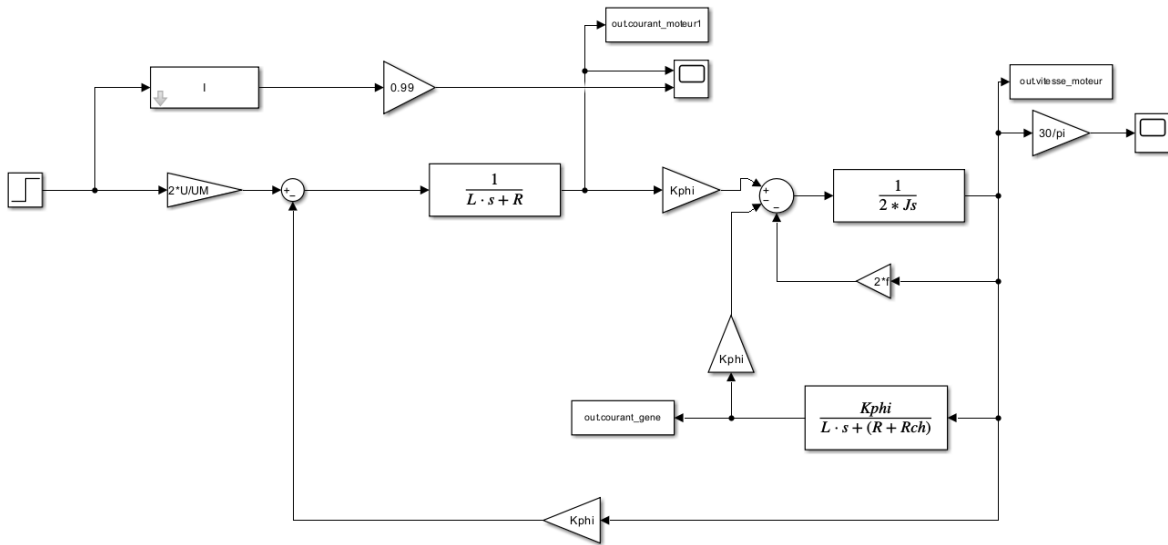 out.courant_moteur1
I
0.99
out.vitesse_moteur
30/pi
2*U/UM
+
−
1
L · s + R
Kphi
+
−
−
1
2 * Js
2*f
Kphi
out.courant_gene
Kphi
L · s + (R + Rch)
Kphi